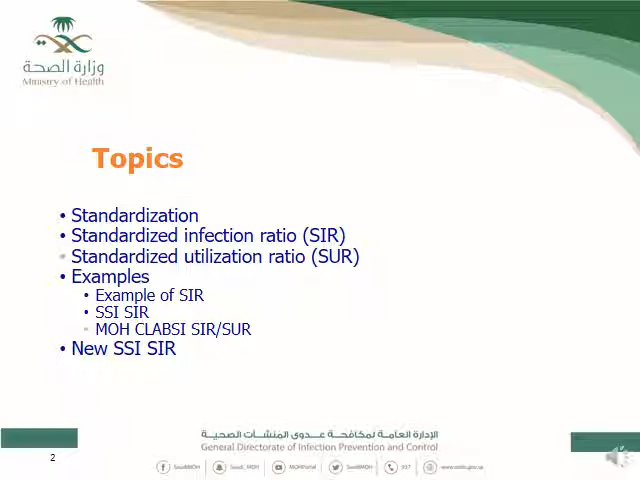 وزارة الصحة
Ministry of Health
Topics
• Standardization
• Standardized infection ratio (SIR)
• Standardized utilization ratio (SUR)
• Examples
• Example of SIR
• SSI SIR
• MOH CLABSI SIR/SUR
• New SSI SIR
الإدارة العامة لمكافحة عدوى المنشآت الصحية
General Directorate of Infection Prevention and Control
2
SaudiMOH
Saudi_MOH
MOHPortal
SaudiMOH
937
www.moh.gov.sa